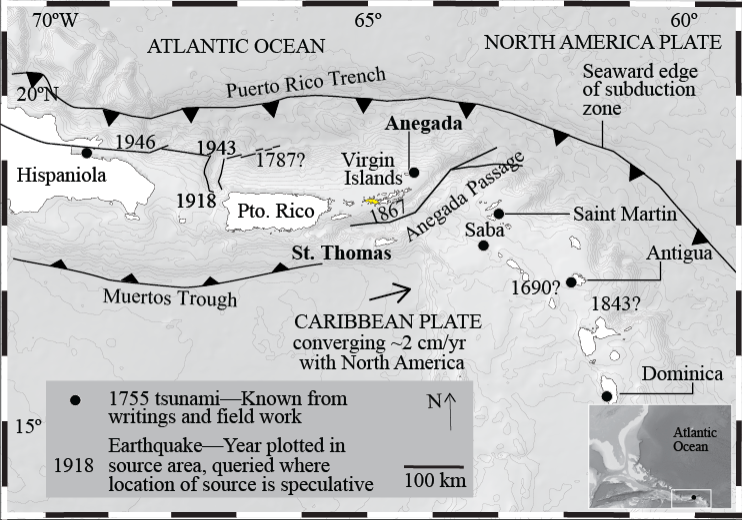 70°W
65°
60°
ATLANTIC OCEAN
NORTH AMERICA PLATE
Seaward edge
of subduction
zone
Puerto Rico Trench
20°N
Anegada
1946
1943
1787?
Virgin
Islands
Hispaniola
1918
Pto. Rico
1867
Anegada Passage
Saint Martin
Saba
St. Thomas
Antigua
Muertos Trough
1690?
1843?
CARIBBEAN PLATE
converging ~2 cm/yr
with North America
Dominica
1755 tsunami—Known from
writings and field work
N
15°
Earthquake—Year plotted in
1918 source area, queried where
location of source is speculative
100 km
Atlantic
Ocean